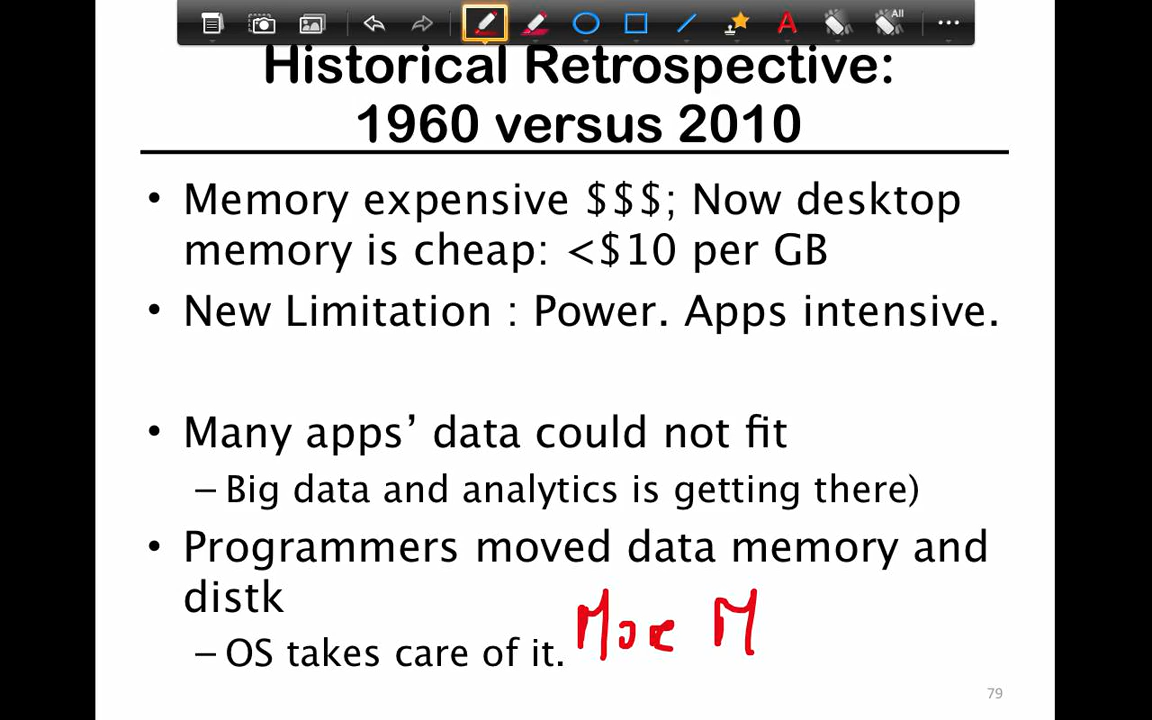 All
A
Historical Retrospective:
1960 versus 2010
• Memory expensive $$$; Now desktop
memory is cheap: <$10 per GB
• New Limitation : Power. Apps intensive.
• Many apps’ data could not fit
– Big data and analytics is getting there)
• Programmers moved data memory and
distk
– OS takes care of it. More M
79